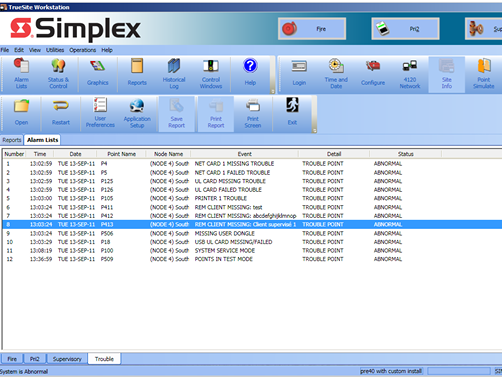 TrueSite Workstation
Simplex
Fire
Pri2
File Edit View Utilities Operations Help
Alarm Lists
Status & Control
Graphics
Reports
Historical Log
Control Windows
Help
Login
Time and Date
Configure
4120 Network
Site Info
Point Simulate
Open
Restart
User Preferences
Application Setup
Save Report
Print Report
Print Screen
Exit
Reports Alarm Lists
Number Time Date Point Name Node Name Event Detail Status
1 13:02:59 TUE 13-SEP-11 P4 (NODE 4) South NET CARD 1 MISSING TROUBLE TROUBLE POINT ABNORMAL
2 13:02:59 TUE 13-SEP-11 P5 (NODE 4) South NET CARD 1 FAILED TROUBLE TROUBLE POINT ABNORMAL
3 13:02:59 TUE 13-SEP-11 P125 (NODE 4) South UL CARD MISSING TROUBLE TROUBLE POINT ABNORMAL
4 13:02:59 TUE 13-SEP-11 P126 (NODE 4) South UL CARD FAILED TROUBLE TROUBLE POINT ABNORMAL
5 13:03:00 TUE 13-SEP-11 P105 (NODE 4) South PRINTER 1 TROUBLE TROUBLE POINT ABNORMAL
6 13:03:24 TUE 13-SEP-11 P411 (NODE 4) South REM CLIENT MISSING: test TROUBLE POINT ABNORMAL
7 13:03:24 TUE 13-SEP-11 P412 (NODE 4) South REM CLIENT MISSING: abcdefghijklmnop TROUBLE POINT ABNORMAL
8 13:03:24 TUE 13-SEP-11 P413 (NODE 4) South REM CLIENT MISSING: Client supervisé 1 TROUBLE POINT ABNORMAL
9 13:03:24 TUE 13-SEP-11 P506 (NODE 4) South MISSING USER DONGLE TROUBLE POINT ABNORMAL
10 13:03:29 TUE 13-SEP-11 P18 (NODE 4) South USB UL CARD MISSING/FAILED TROUBLE POINT ABNORMAL
11 13:08:19 TUE 13-SEP-11 P100 (NODE 4) South SYSTEM SERVICE MODE TROUBLE POINT ABNORMAL
12 13:36:59 TUE 13-SEP-11 P509 (NODE 4) South POINTS IN TEST MODE TROUBLE POINT ABNORMAL
Fire Pri2 Supervisory Trouble
System is Abnormal
pre40 with custom install